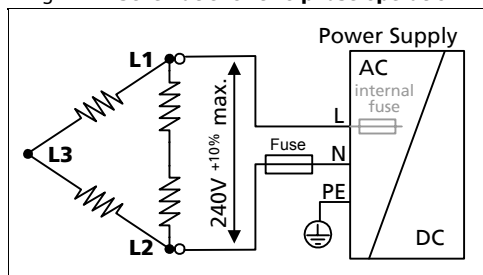 Power Supply
L1
AC
internal
fuse
L
240V +10% max.
Fuse
N
L3
PE
L2
DC